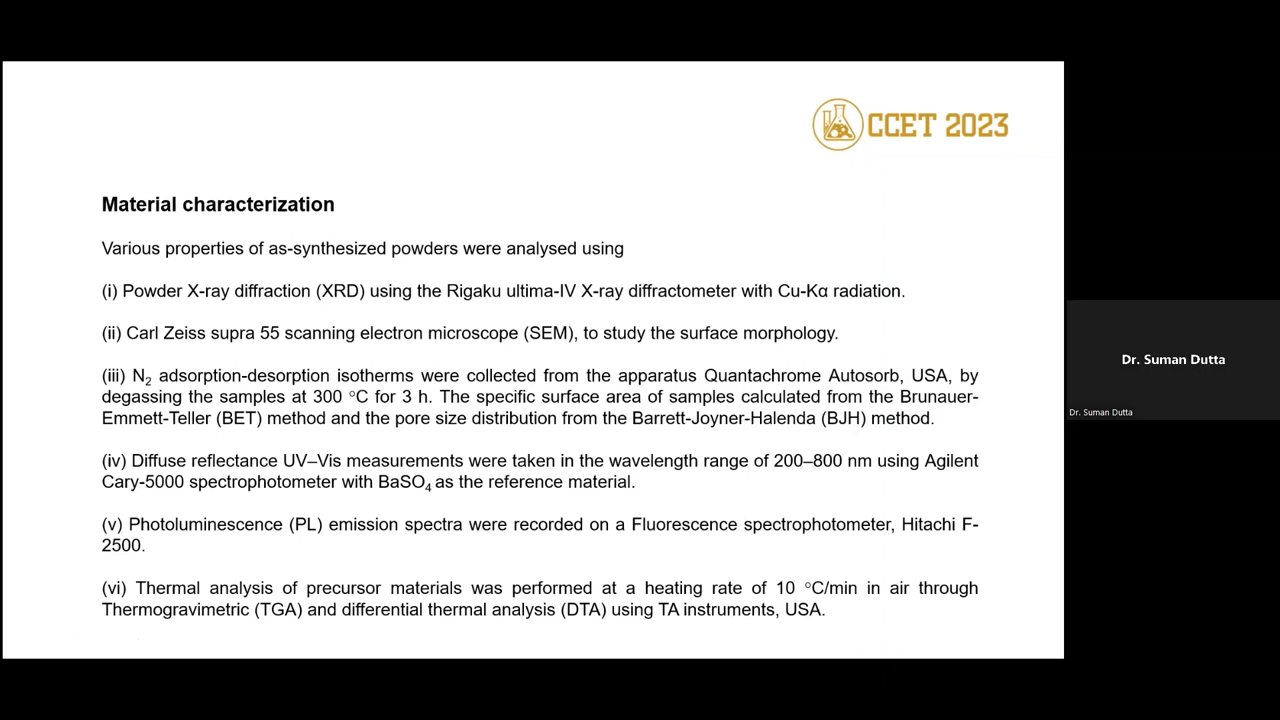 CCET 2023
Material characterization
Various properties of as-synthesized powders were analysed using
(i) Powder X-ray diffraction (XRD) using the Rigaku ultima-IV X-ray diffractometer with Cu-Kα radiation.
(ii) Carl Zeiss supra 55 scanning electron microscope (SEM), to study the surface morphology.
(iii) N₂ adsorption-desorption isotherms were collected from the apparatus Quantachrome Autosorb, USA, by
degassing the samples at 300 °C for 3 h. The specific surface area of samples calculated from the Brunauer-
Emmett-Teller (BET) method and the pore size distribution from the Barrett-Joyner-Halenda (BJH) method.
(iv) Diffuse reflectance UV–Vis measurements were taken in the wavelength range of 200–800 nm using Agilent
Cary-5000 spectrophotometer with BaSO₄ as the reference material.
(v) Photoluminescence (PL) emission spectra were recorded on a Fluorescence spectrophotometer, Hitachi F-
2500.
(vi) Thermal analysis of precursor materials was performed at a heating rate of 10 °C/min in air through
Thermogravimetric (TGA) and differential thermal analysis (DTA) using TA instruments, USA.
Dr. Suman Dutta
Dr. Suman Dutta